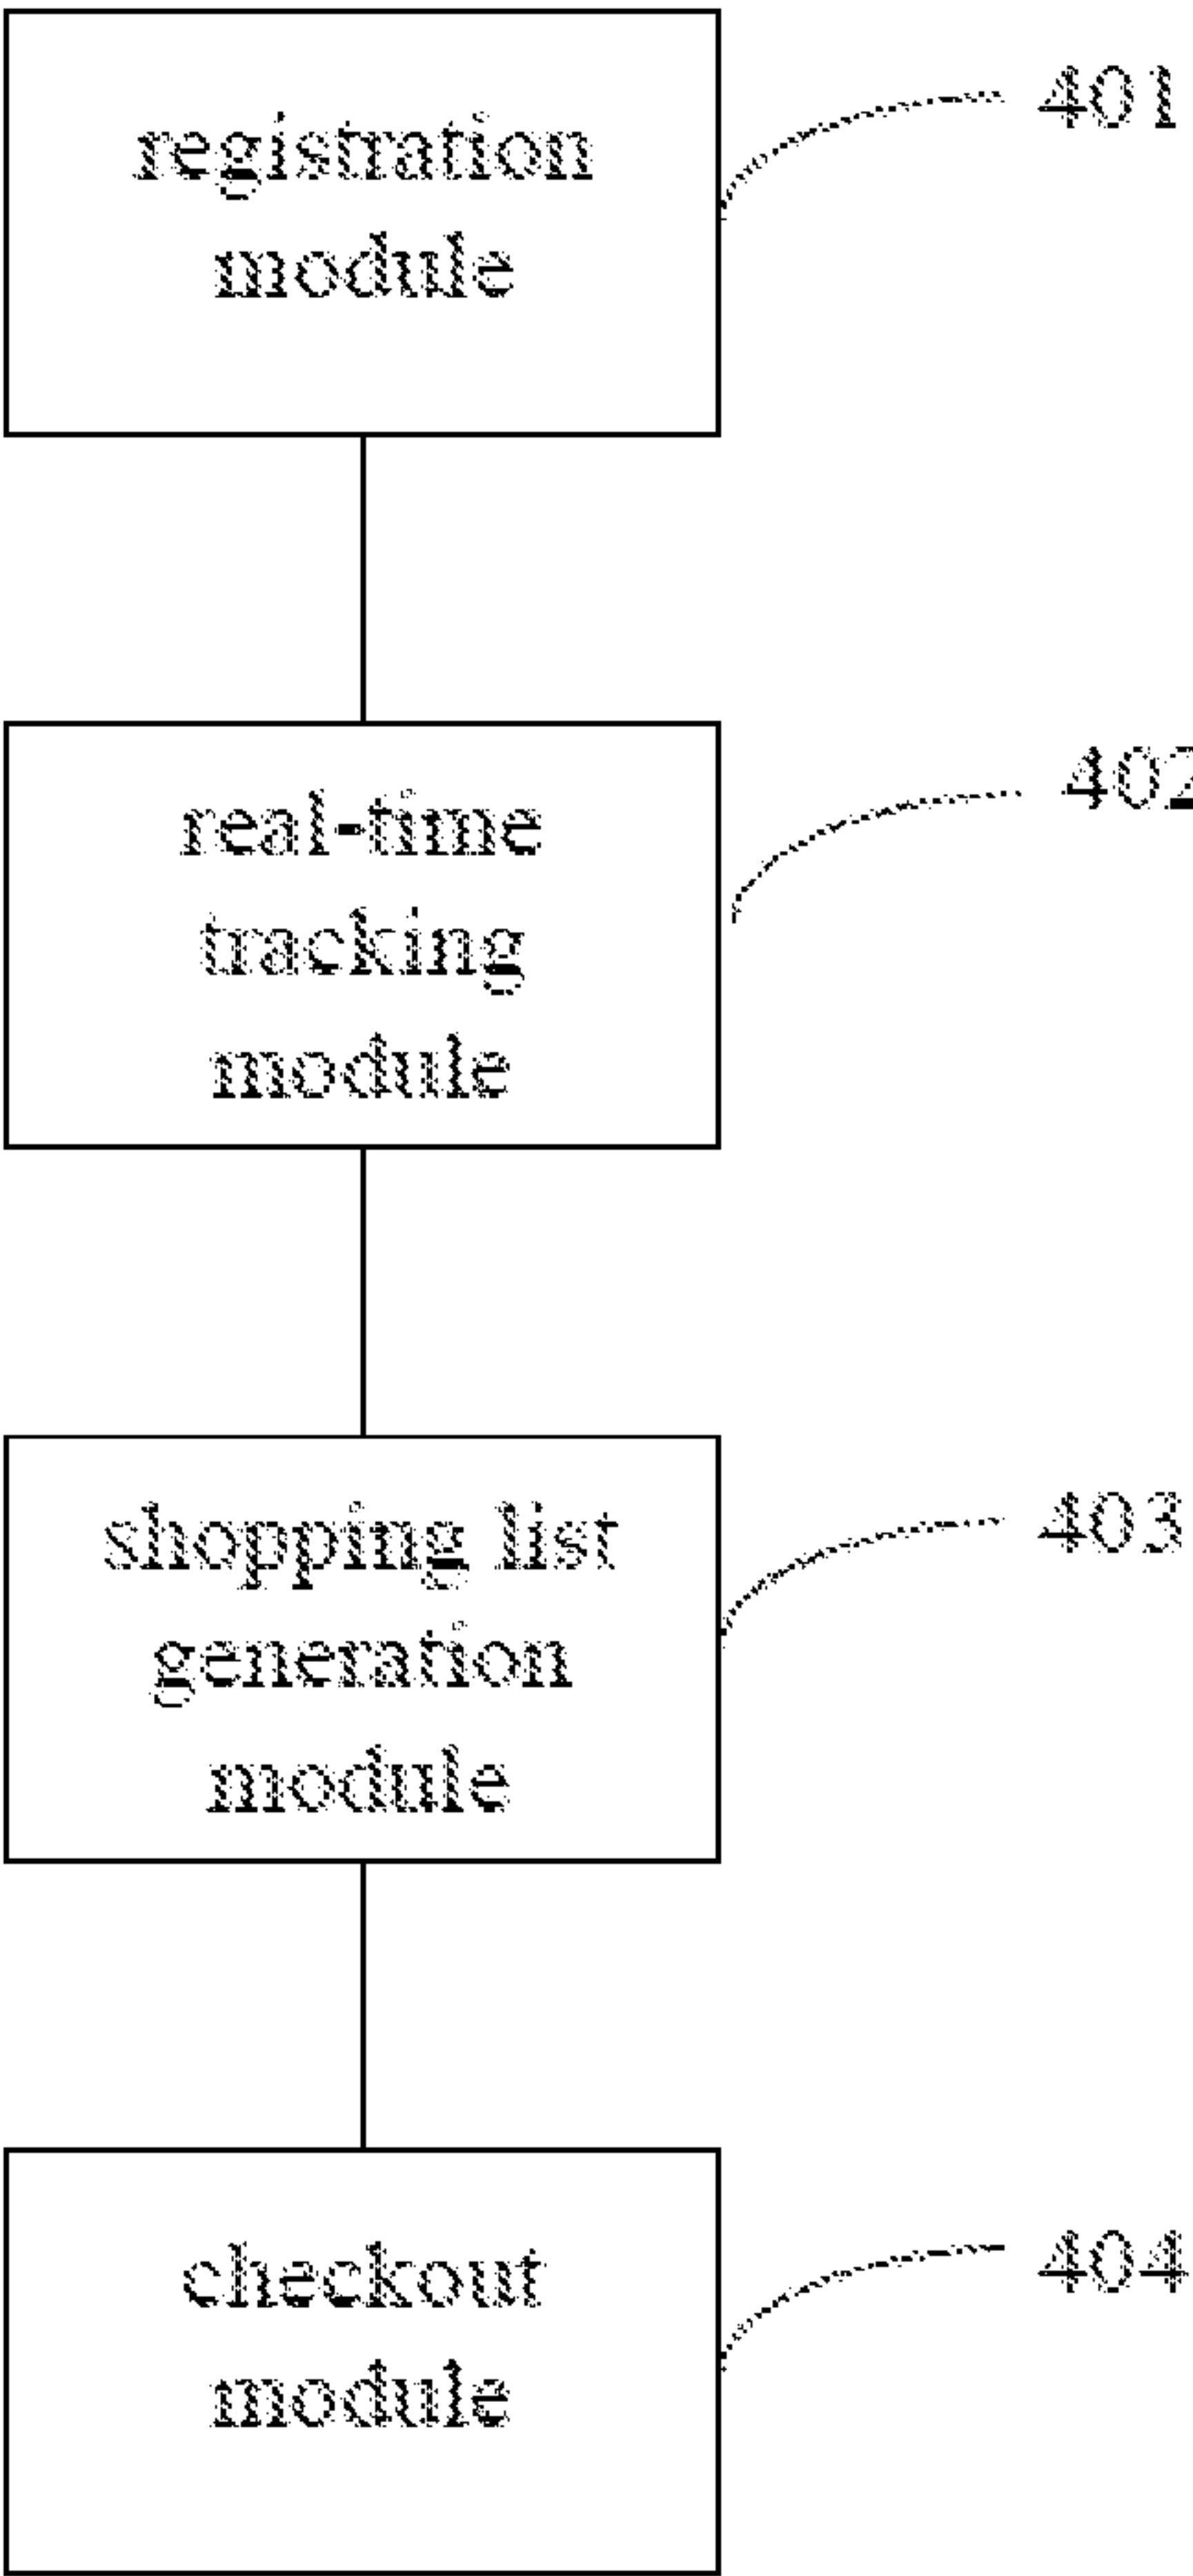 registration
module
401
real-time
tracking
module
402
shopping list
generation
module
403
checkout
module
404